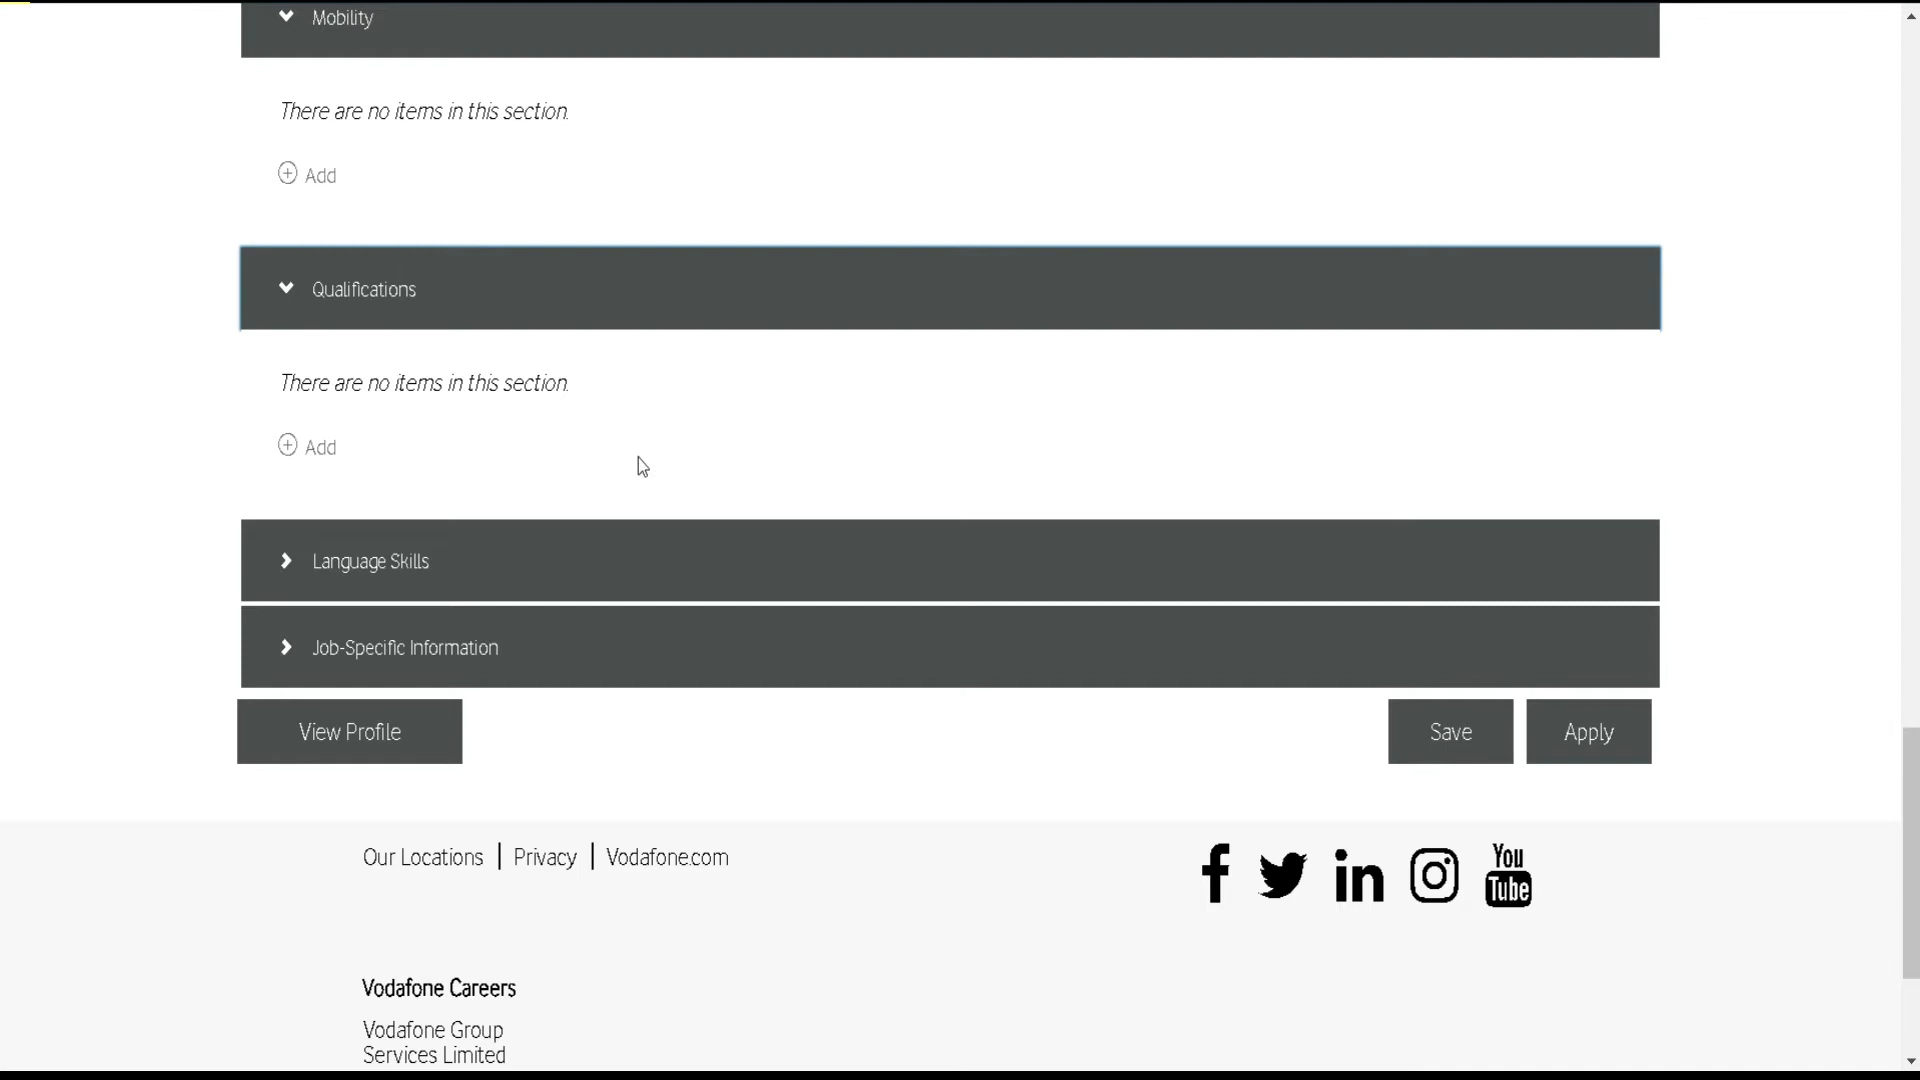 Mobility
There are no items in this section.
Add
Qualifications
There are no items in this section.
Add
Language Skills
Job-Specific Information
View Profile
Save
Apply
Our Locations | Privacy | Vodafone.com
You
Tube
Vodafone Careers
Vodafone Group
Services Limited